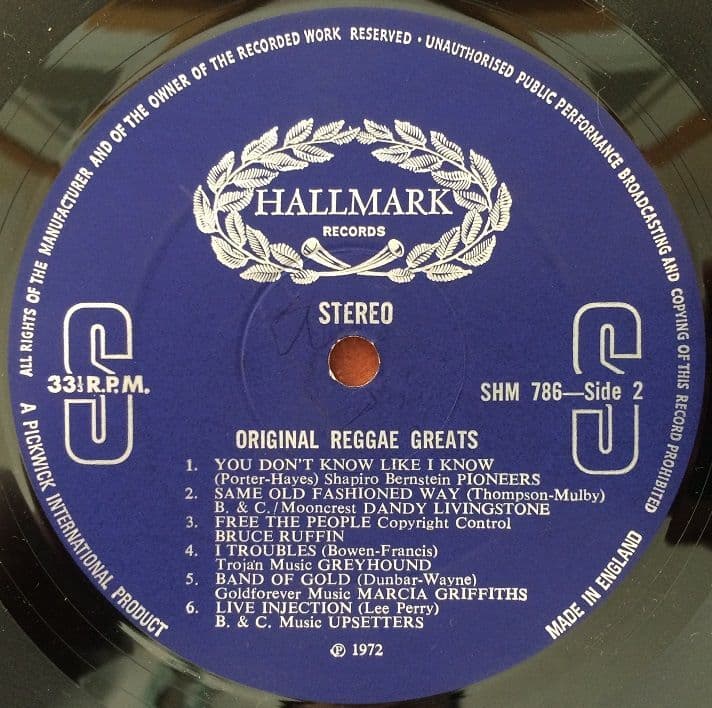 ALL RIGHTS OF THE MANUFACTURER AND OF THE OWNER OF THE RECORDED WORK RESERVED · UNAUTHORISED PUBLIC PERFORMANCE BROADCASTING AND COPYING OF THIS RECORD PROHIBITED
HALLMARK
RECORDS
STEREO
S
S
33⅓ R.P.M.
SHM 786—Side 2
ORIGINAL REGGAE GREATS
1. YOU DON'T KNOW LIKE I KNOW
(Porter-Hayes) Shapiro Bernstein PIONEERS
2. SAME OLD FASHIONED WAY (Thompson-Mulby)
B. & C./Mooncrest DANDY LIVINGSTONE
3. FREE THE PEOPLE Copyright Control
BRUCE RUFFIN
4. I TROUBLES (Bowen-Francis)
Trojan Music GREYHOUND
5. BAND OF GOLD (Dunbar-Wayne)
Goldforever Music MARCIA GRIFFITHS
6. LIVE INJECTION (Lee Perry)
B. & C. Music UPSETTERS
℗ 1972
A PICKWICK INTERNATIONAL PRODUCT
MADE IN ENGLAND